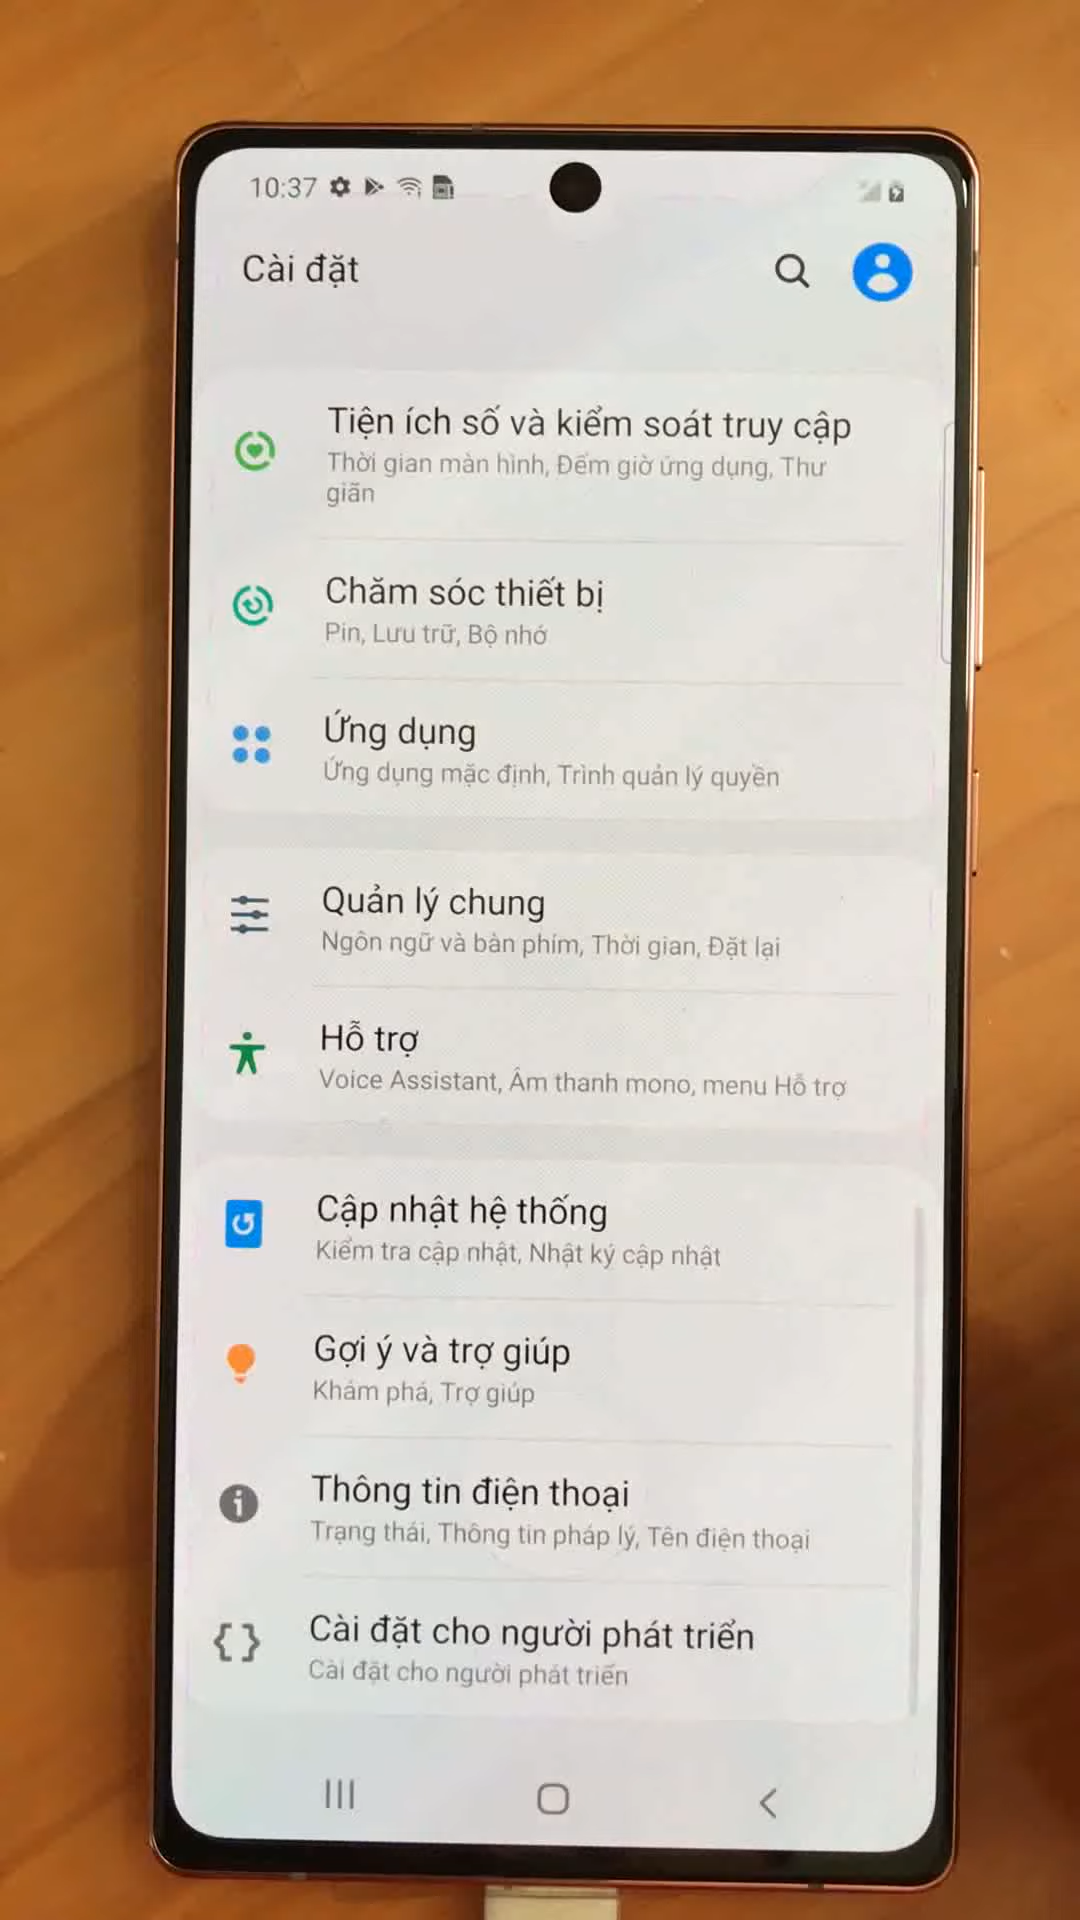 10:37
Cài đặt
Tiện ích số và kiểm soát truy cập
Thời gian màn hình, Đếm giờ ứng dụng, Thư
giãn
Chăm sóc thiết bị
Pin, Lưu trữ, Bộ nhớ
Ứng dụng
Ứng dụng mặc định, Trình quản lý quyền
Quản lý chung
Ngôn ngữ và bàn phím, Thời gian, Đặt lại
Hỗ trợ
Voice Assistant, Âm thanh mono, menu Hỗ trợ
Cập nhật hệ thống
Kiểm tra cập nhật, Nhật ký cập nhật
Gợi ý và trợ giúp
Khám phá, Trợ giúp
Thông tin điện thoại
Trạng thái, Thông tin pháp lý, Tên điện thoại
Cài đặt cho người phát triển
Cài đặt cho người phát triển